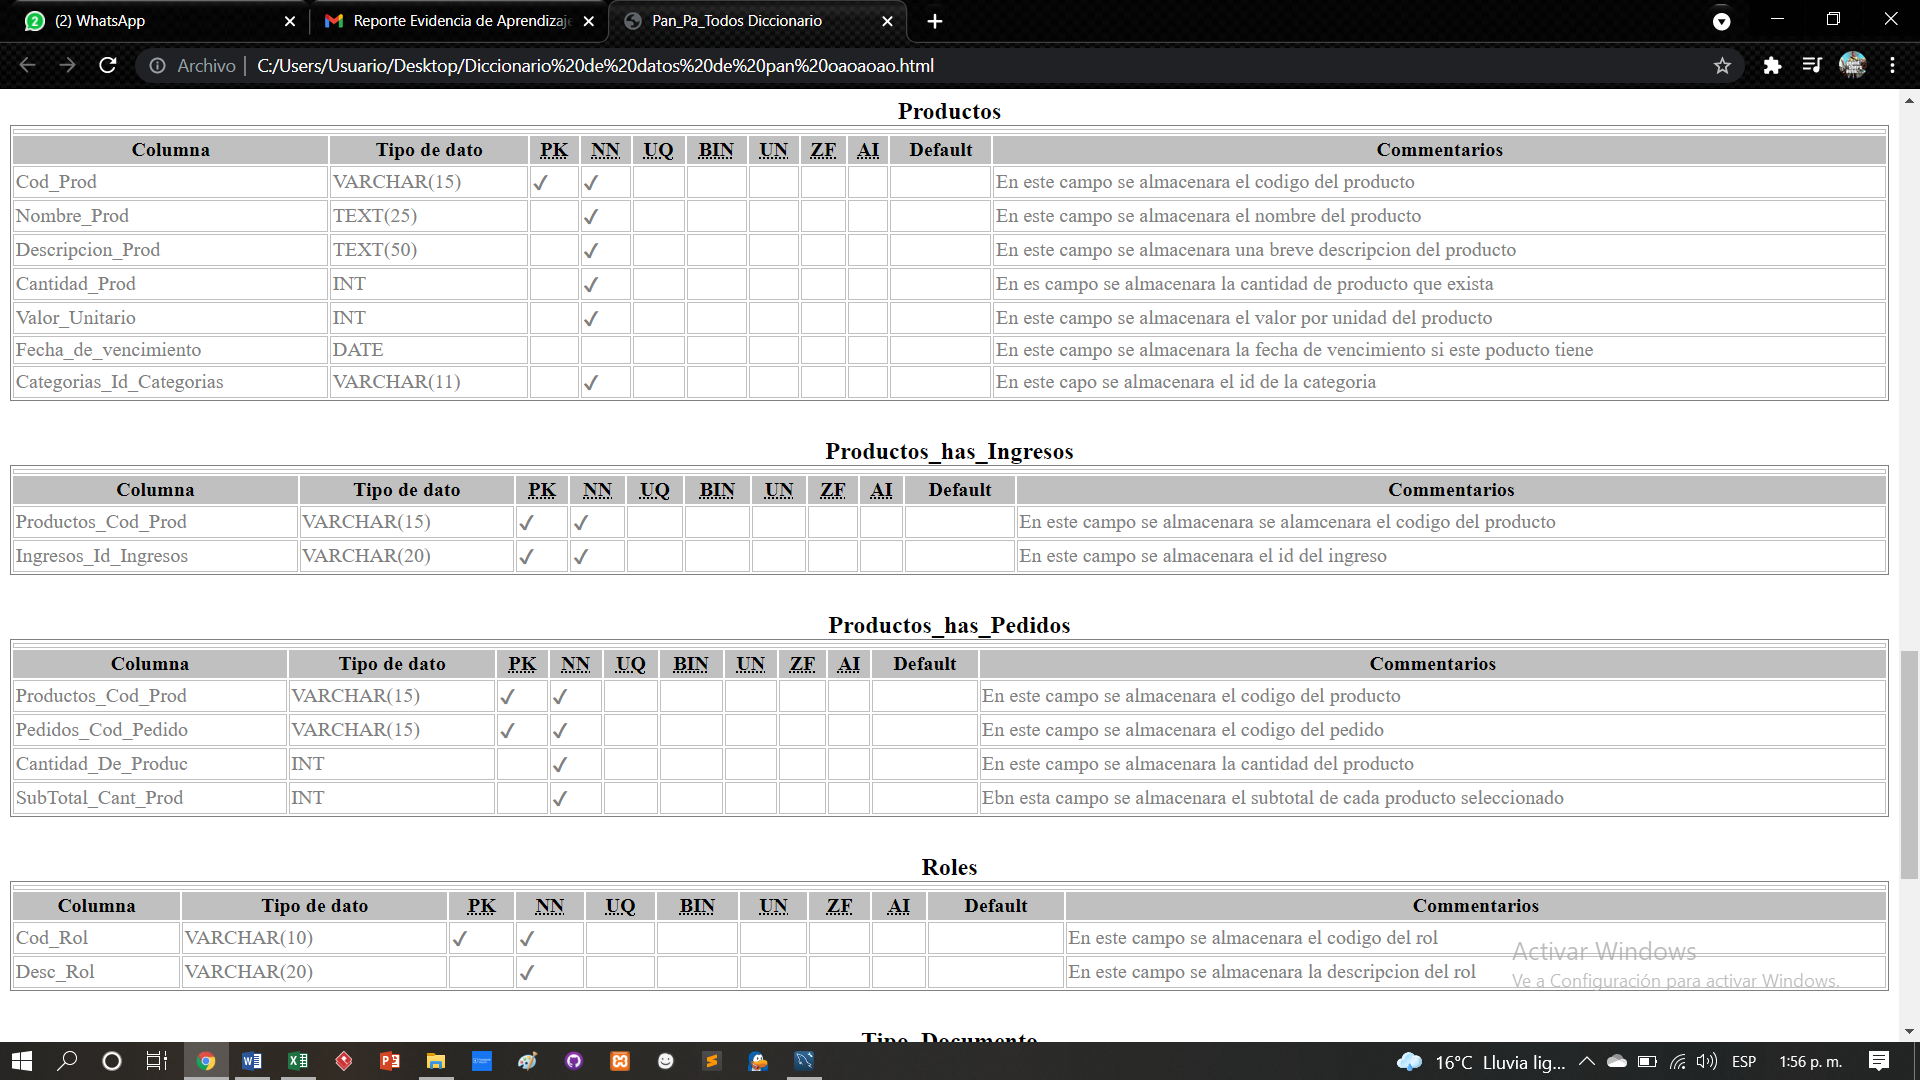 (2) WhatsApp
Reporte Evidencia de Aprendizaje
Pan_Pa_Todos Diccionario
Archivo C:/Users/Usuario/Desktop/Diccionario%20de%20datos%20de%20pan%20oaoaoao.html
Productos
Columna Tipo de dato PK NN UQ BIN UN ZF AI Default Commentarios
Cod_Prod VARCHAR(15) ✓ ✓ En este campo se almacenara el codigo del producto
Nombre_Prod TEXT(25) ✓ En este campo se almacenara el nombre del producto
Descripcion_Prod TEXT(50) ✓ En este campo se almacenara una breve descripcion del producto
Cantidad_Prod INT ✓ En es campo se almacenara la cantidad de producto que exista
Valor_Unitario INT ✓ En este campo se almacenara el valor por unidad del producto
Fecha_de_vencimiento DATE En este campo se almacenara la fecha de vencimiento si este poducto tiene
Categorias_Id_Categorias VARCHAR(11) ✓ En este capo se almacenara el id de la categoria
Productos_has_Ingresos
Columna Tipo de dato PK NN UQ BIN UN ZF AI Default Commentarios
Productos_Cod_Prod VARCHAR(15) ✓ ✓ En este campo se almacenara se alamcenara el codigo del producto
Ingresos_Id_Ingresos VARCHAR(20) ✓ ✓ En este campo se almacenara el id del ingreso
Productos_has_Pedidos
Columna Tipo de dato PK NN UQ BIN UN ZF AI Default Commentarios
Productos_Cod_Prod VARCHAR(15) ✓ ✓ En este campo se almacenara el codigo del producto
Pedidos_Cod_Pedido VARCHAR(15) ✓ ✓ En este campo se almacenara el codigo del pedido
Cantidad_De_Produc INT ✓ En este campo se almacenara la cantidad del producto
SubTotal_Cant_Prod INT ✓ Ebn esta campo se almacenara el subtotal de cada producto seleccionado
Roles
Columna Tipo de dato PK NN UQ BIN UN ZF AI Default Commentarios
Cod_Rol VARCHAR(10) ✓ ✓ En este campo se almacenara el codigo del rol
Desc_Rol VARCHAR(20) ✓ En este campo se almacenara la descripcion del rol
Activar Windows
Ve a Configuración para activar Windows.
Tipo_Documento
16°C Lluvia lig... ESP 1:56 p. m.